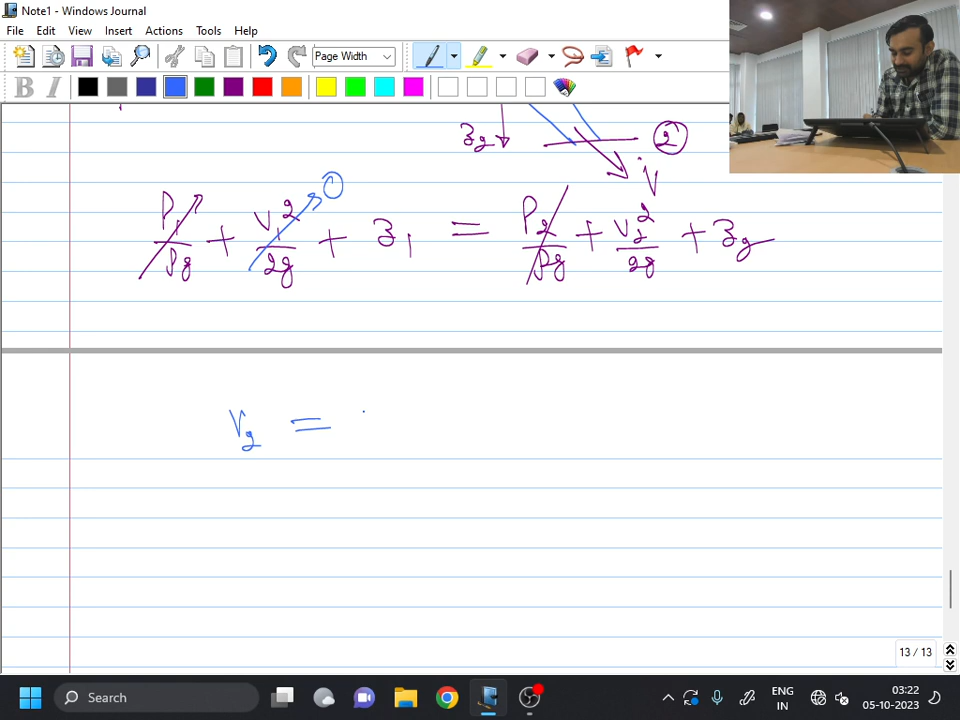 Note1 - Windows Journal
File Edit View Insert Actions Tools Help
Page Width
B I
z₂ ②
V
P₁/ρg + V₁²/2g + z₁ = P₂/ρg + V₂²/2g + z₂
V₂ =
13 / 13
Search
ENG
IN
03:22
05-10-2023